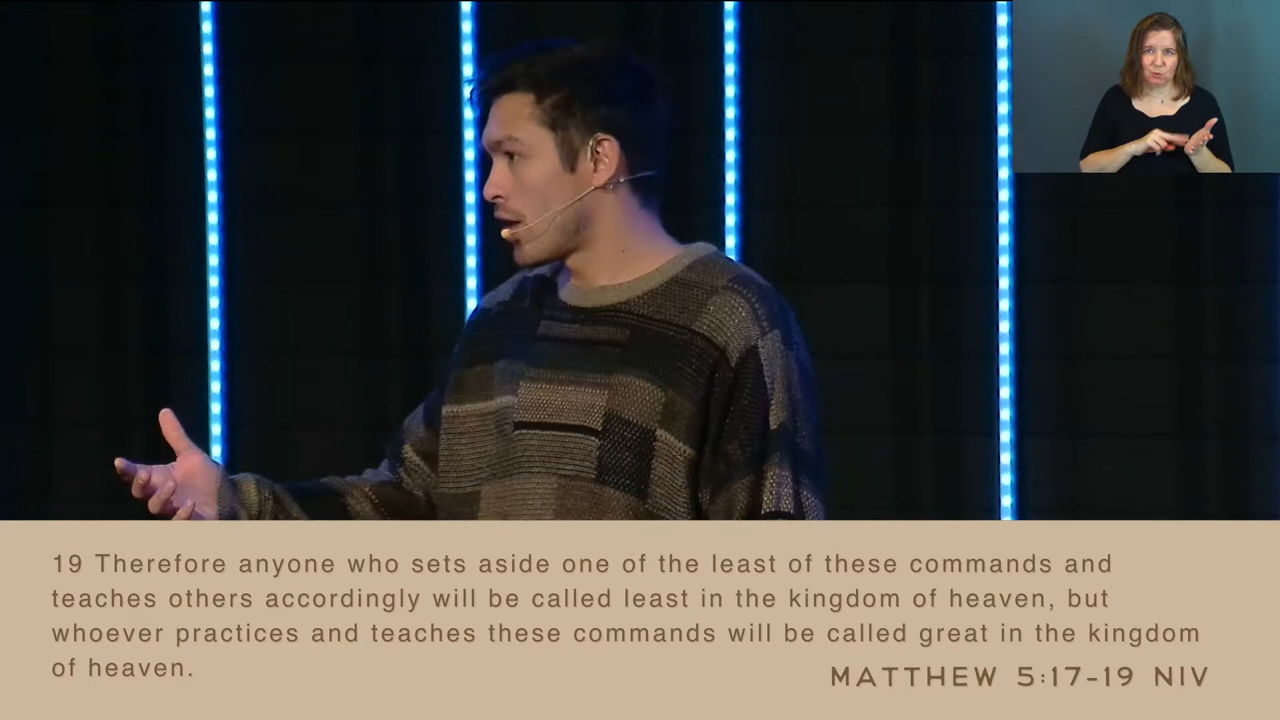 19 Therefore anyone who sets aside one of the least of these commands and
teaches others accordingly will be called least in the kingdom of heaven, but
whoever practices and teaches these commands will be called great in the kingdom
of heaven.
MATTHEW 5:17-19 NIV